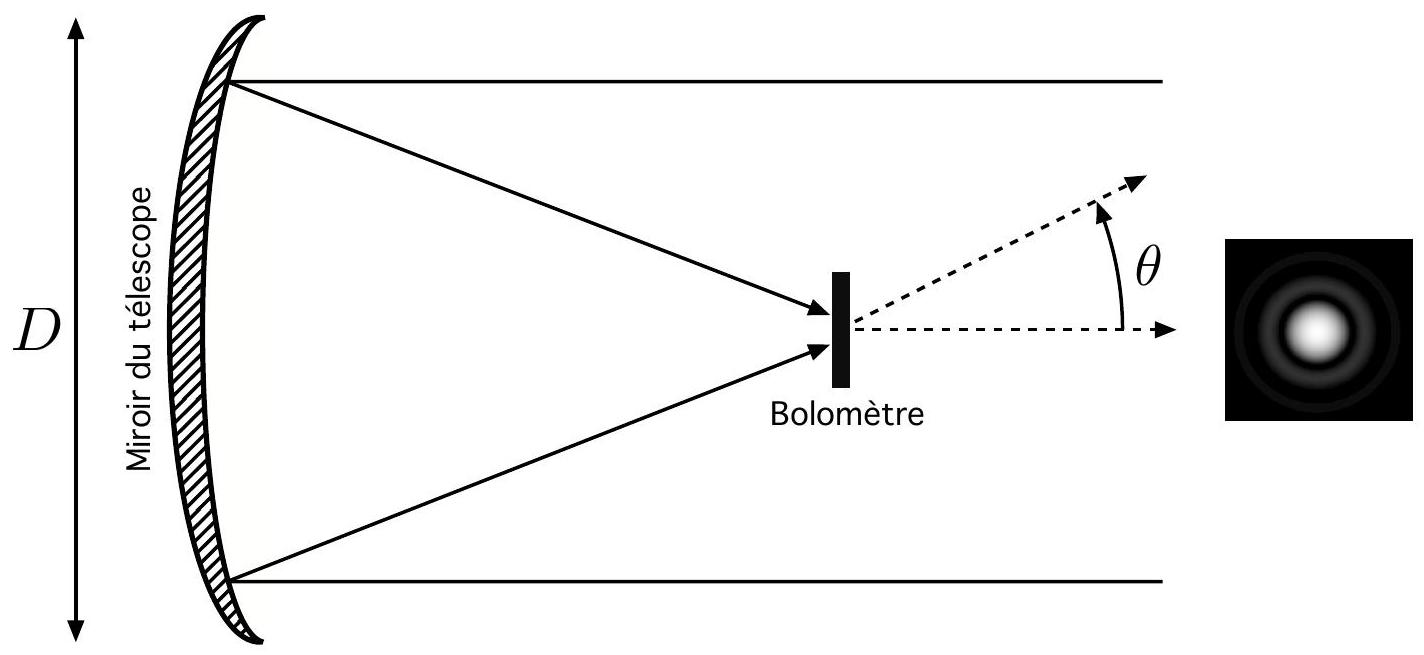 D
Miroir du télescope
θ
Bolomètre